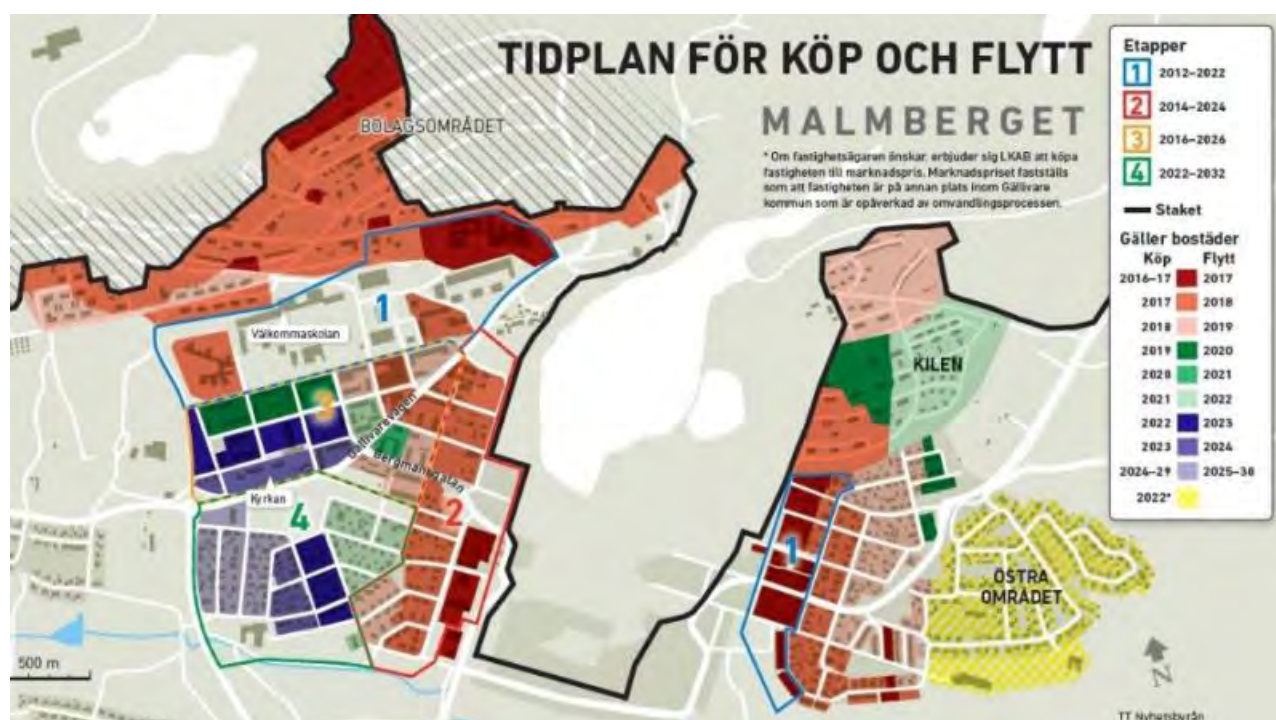 TIDPLAN FÖR KÖP OCH FLYTT
MALMBERGET
* Om fastighetsägaren önskar, erbjuder sig LKAB att köpa
fastigheten till marknadspris. Marknadspriset fastställs
som att fastigheten är på annan plats inom Gällivare
kommun som är opåverkad av omvandlingsprocessen.
Etapper
1 2012–2022
2 2014–2024
3 2016–2026
4 2022–2032
Staket
Gäller bostäder
Köp Flytt
2016–17 2017
2017 2018
2018 2019
2019 2020
2020 2021
2021 2022
2022 2023
2023 2024
2024–29 2025–30
2022*
BOLAGSOMRÅDET
1
Välkommaskolan
KILEN
3
Gällivarevägen
Bergmansgatan
Kyrkan
4
2
1
ÖSTRA
OMRÅDET
500 m
N
TT Nyhetsbyrån